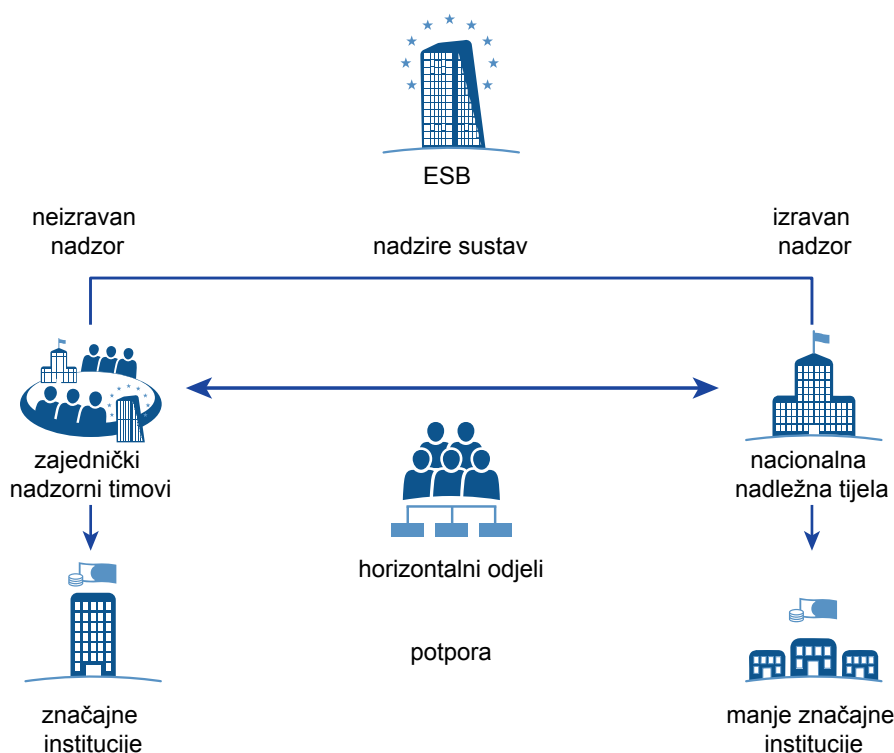 ESB
neizravan
nadzor
nadzire sustav
izravan
nadzor
zajednički
nadzorni timovi
nacionalna
nadležna tijela
horizontalni odjeli
potpora
značajne
institucije
manje značajne
institucije